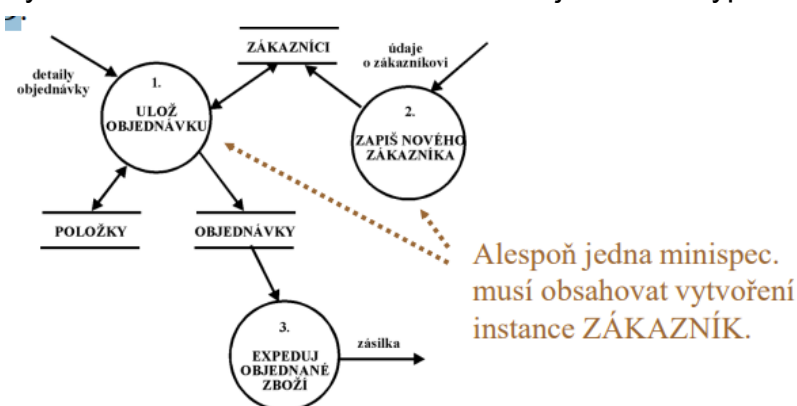 ZÁKAZNÍCI
údaje
o zákazníkovi
detaily
objednávky
1.
ULOŽ
OBJEDNÁVKU
2.
ZAPIŠ NOVÉHO
ZÁKAZNÍKA
POLOŽKY
OBJEDNÁVKY
Alespoň jedna minispec.
musí obsahovat vytvoření
instance ZÁKAZNÍK.
3.
EXPEDUJ
OBJEDNANÉ
ZBOŽÍ
zásilka